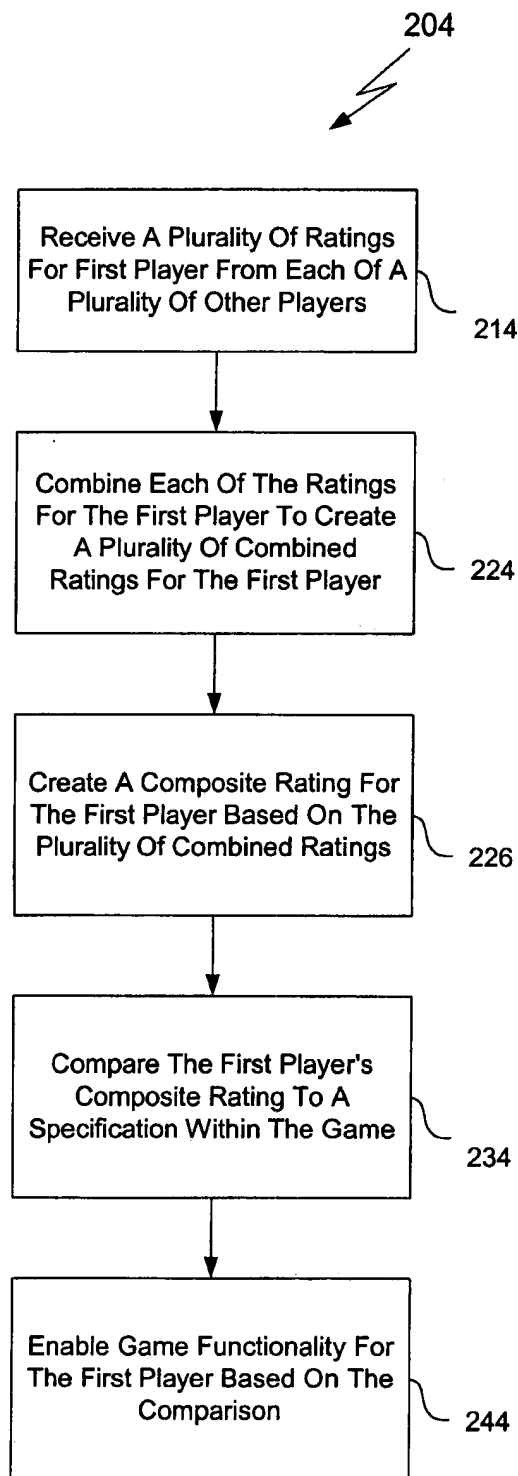 204
Receive A Plurality Of Ratings
For First Player From Each Of A
Plurality Of Other Players
214
Combine Each Of The Ratings
For The First Player To Create
A Plurality Of Combined
Ratings For The First Player
224
Create A Composite Rating For
The First Player Based On The
Plurality Of Combined Ratings
226
Compare The First Player's
Composite Rating To A
Specification Within The Game
234
Enable Game Functionality For
The First Player Based On The
Comparison
244